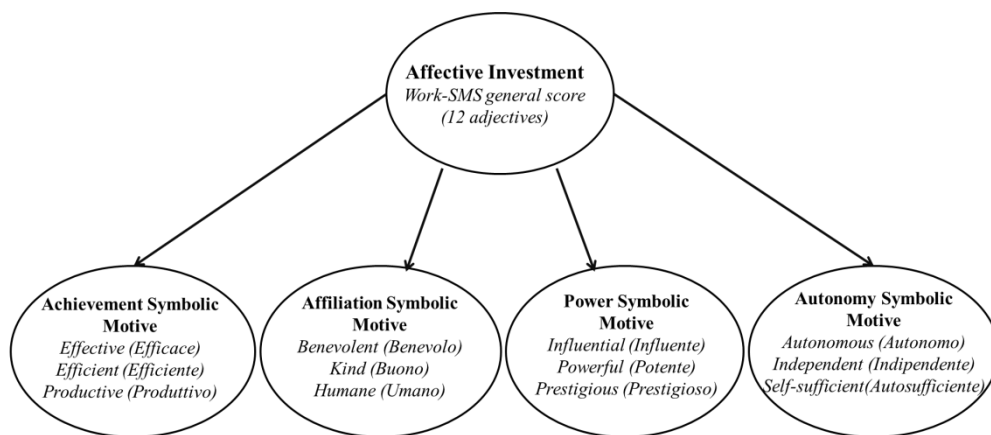 Affective Investment
Work-SMS general score
(12 adjectives)
Achievement Symbolic
Motive
Effective (Efficace)
Efficient (Efficiente)
Productive (Produttivo)
Affiliation Symbolic
Motive
Benevolent (Benevolo)
Kind (Buono)
Humane (Umano)
Power Symbolic
Motive
Influential (Influente)
Powerful (Potente)
Prestigious (Prestigioso)
Autonomy Symbolic
Motive
Autonomous (Autonomo)
Independent (Indipendente)
Self-sufficient(Autosufficiente)